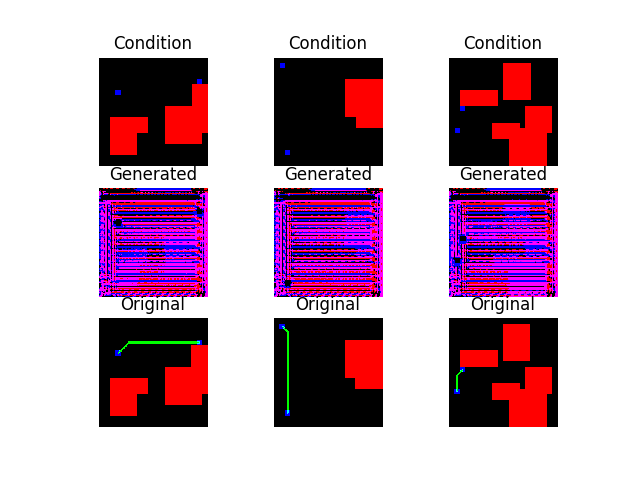 Condition Condition Condition
Generated Generated Generated
Original Original Original